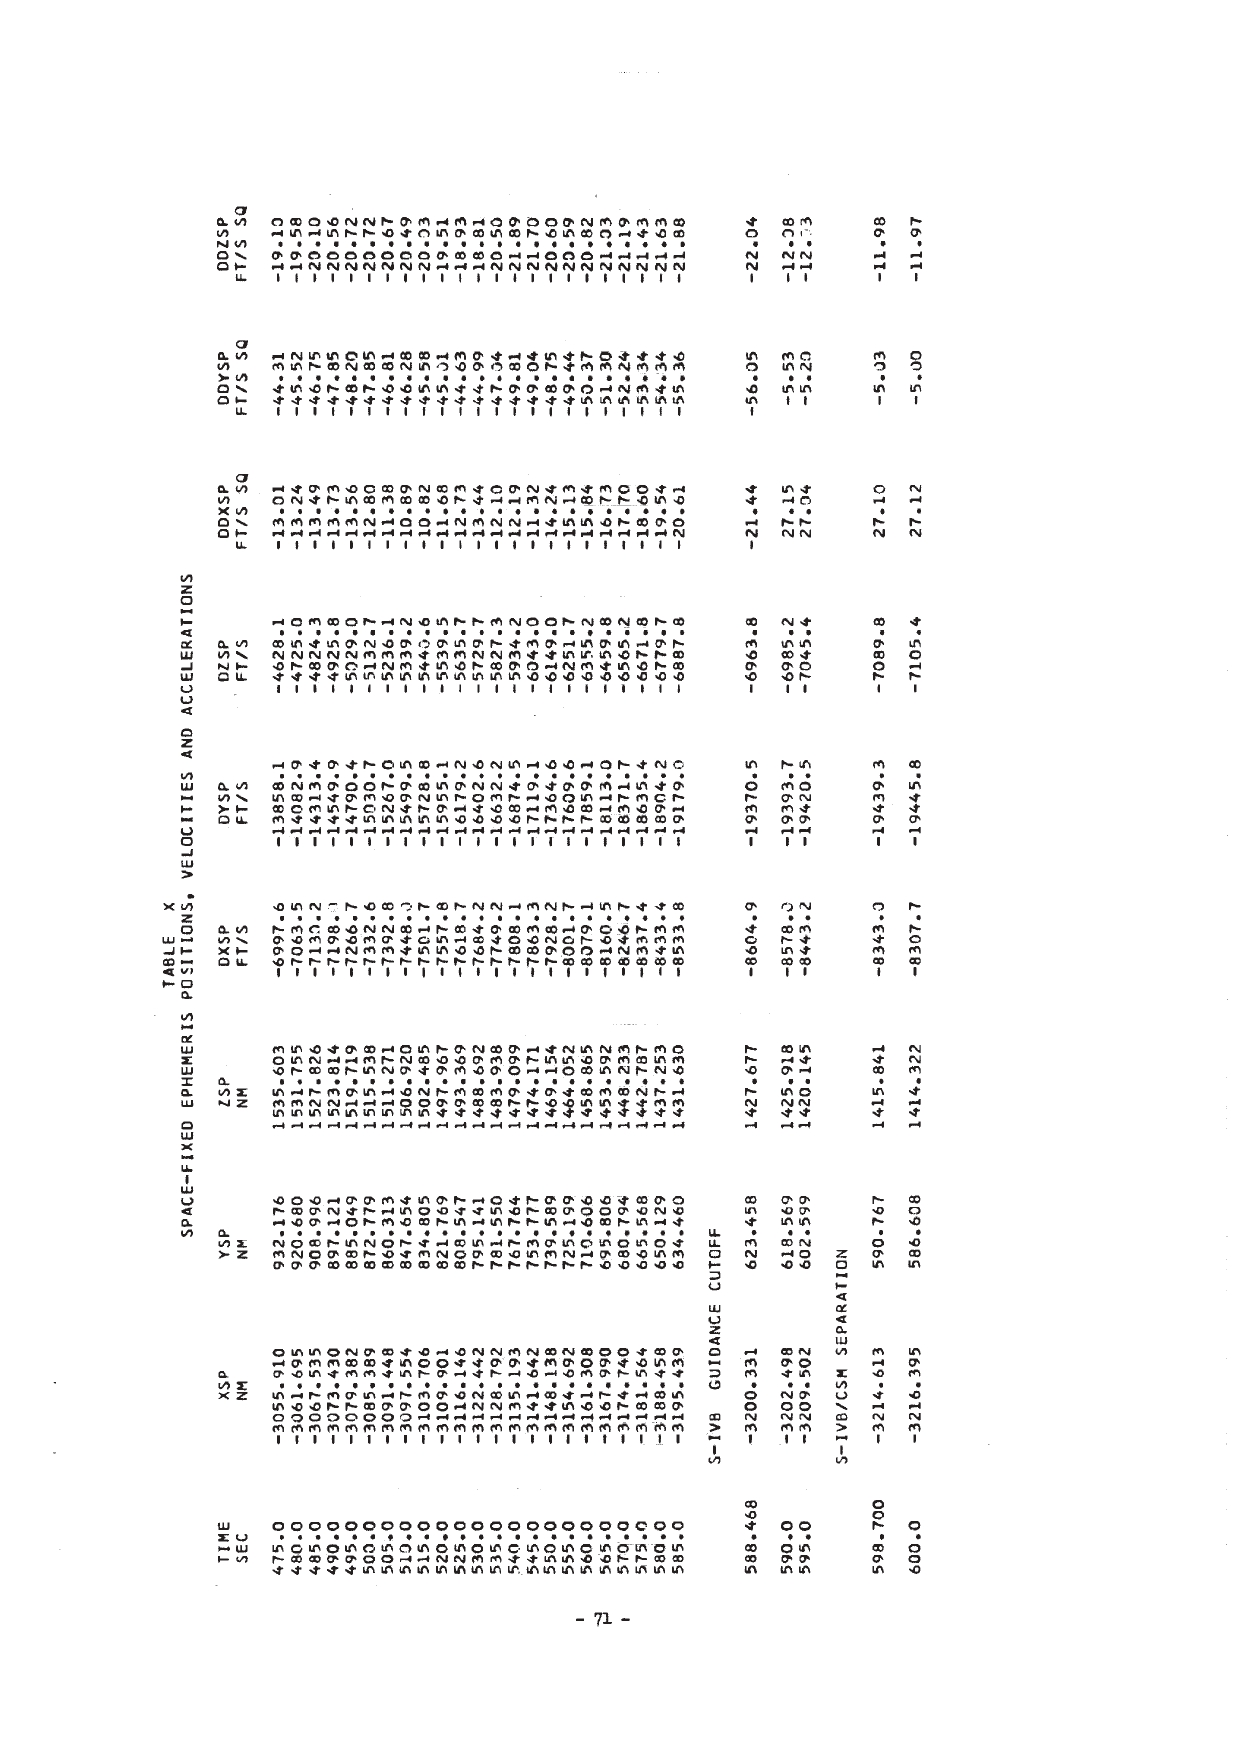 TABLE X
SPACE-FIXED EPHEMERIS POSITIONS, VELOCITIES AND ACCELERATIONS
TIME XSP YSP ZSP DXSP DYSP DZSP DDXSP DDYSP DDZSP
SEC NM NM NM FT/S FT/S FT/S FT/S SQ FT/S SQ FT/S SQ
475.0 -3055.910 932.176 1535.603 -6997.6 -13858.1 -4628.1 -13.01 -44.31 -19.10
480.0 -3061.695 920.680 1531.755 -7063.5 -14082.9 -4725.0 -13.24 -45.52 -19.58
485.0 -3067.535 908.996 1527.826 -7130.2 -14313.4 -4824.3 -13.49 -46.75 -20.10
490.0 -3073.430 897.121 1523.814 -7198.0 -14549.9 -4925.8 -13.73 -47.85 -20.56
495.0 -3079.382 885.049 1519.719 -7266.7 -14790.4 -5029.0 -13.56 -48.20 -20.72
500.0 -3085.389 872.779 1515.538 -7332.6 -15030.7 -5132.7 -12.80 -47.85 -20.72
505.0 -3091.448 860.313 1511.271 -7392.8 -15267.0 -5236.1 -11.38 -46.81 -20.67
510.0 -3097.554 847.654 1506.920 -7448.0 -15499.5 -5339.2 -10.89 -46.28 -20.49
515.0 -3103.706 834.805 1502.485 -7501.7 -15728.8 -5440.6 -10.82 -45.58 -20.03
520.0 -3109.901 821.769 1497.967 -7557.8 -15955.1 -5539.5 -11.68 -45.01 -19.51
525.0 -3116.146 808.547 1493.369 -7618.7 -16179.2 -5635.7 -12.73 -44.63 -18.93
530.0 -3122.442 795.141 1488.692 -7684.2 -16402.6 -5729.7 -13.44 -44.99 -18.81
535.0 -3128.792 781.550 1483.938 -7749.2 -16632.2 -5827.3 -12.10 -47.04 -20.50
540.0 -3135.193 767.764 1479.099 -7808.1 -16874.5 -5934.2 -12.19 -49.81 -21.89
545.0 -3141.642 753.777 1474.171 -7863.3 -17119.1 -6043.0 -11.32 -49.04 -21.70
550.0 -3148.138 739.589 1469.154 -7928.2 -17364.6 -6149.0 -14.24 -48.75 -20.60
555.0 -3154.692 725.199 1464.052 -8001.7 -17609.6 -6251.7 -15.13 -49.44 -20.59
560.0 -3161.308 710.606 1458.865 -8079.1 -17859.1 -6355.2 -15.84 -50.37 -20.82
565.0 -3167.990 695.806 1453.592 -8160.5 -18113.0 -6459.8 -16.73 -51.30 -21.03
570.0 -3174.740 680.794 1448.233 -8246.7 -18371.7 -6565.2 -17.70 -52.24 -21.19
575.0 -3181.564 665.568 1442.787 -8337.4 -18635.4 -6671.8 -18.60 -53.34 -21.43
580.0 -3188.458 650.129 1437.253 -8433.4 -18904.2 -6779.7 -19.54 -54.34 -21.63
585.0 -3195.439 634.460 1431.630 -8533.8 -19179.0 -6887.8 -20.61 -55.36 -21.88
S-IVB GUIDANCE CUTOFF
588.468 -3200.331 623.458 1427.677 -8604.9 -19370.5 -6963.8 -21.44 -56.05 -22.04
590.0 -3202.498 618.569 1425.918 -8578.0 -19393.7 -6985.2 27.15 -5.53 -12.08
595.0 -3209.502 602.599 1420.145 -8443.2 -19420.5 -7045.4 27.04 -5.20
S-IVB/CSM SEPARATION
598.700 -3214.613 590.767 1415.841 -8343.0 -19439.3 -7089.8 27.10 -5.03 -11.98
600.0 -3216.395 586.608 1414.322 -8307.7 -19445.8 -7105.4 27.12 -5.00 -11.97
- 71 -